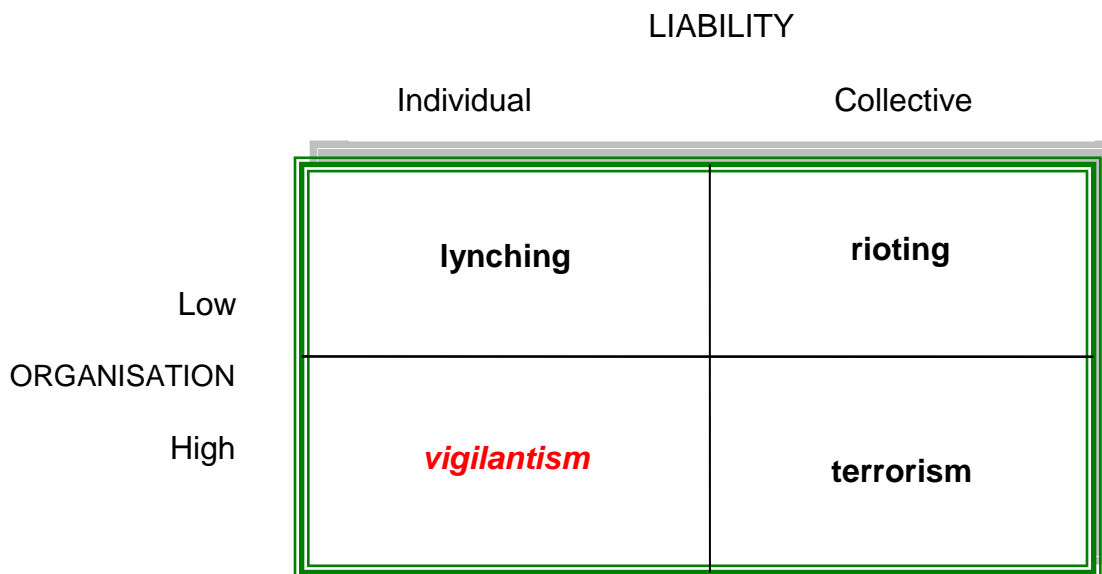 LIABILITY
Individual Collective
lynching rioting
Low
ORGANISATION
High
vigilantism terrorism